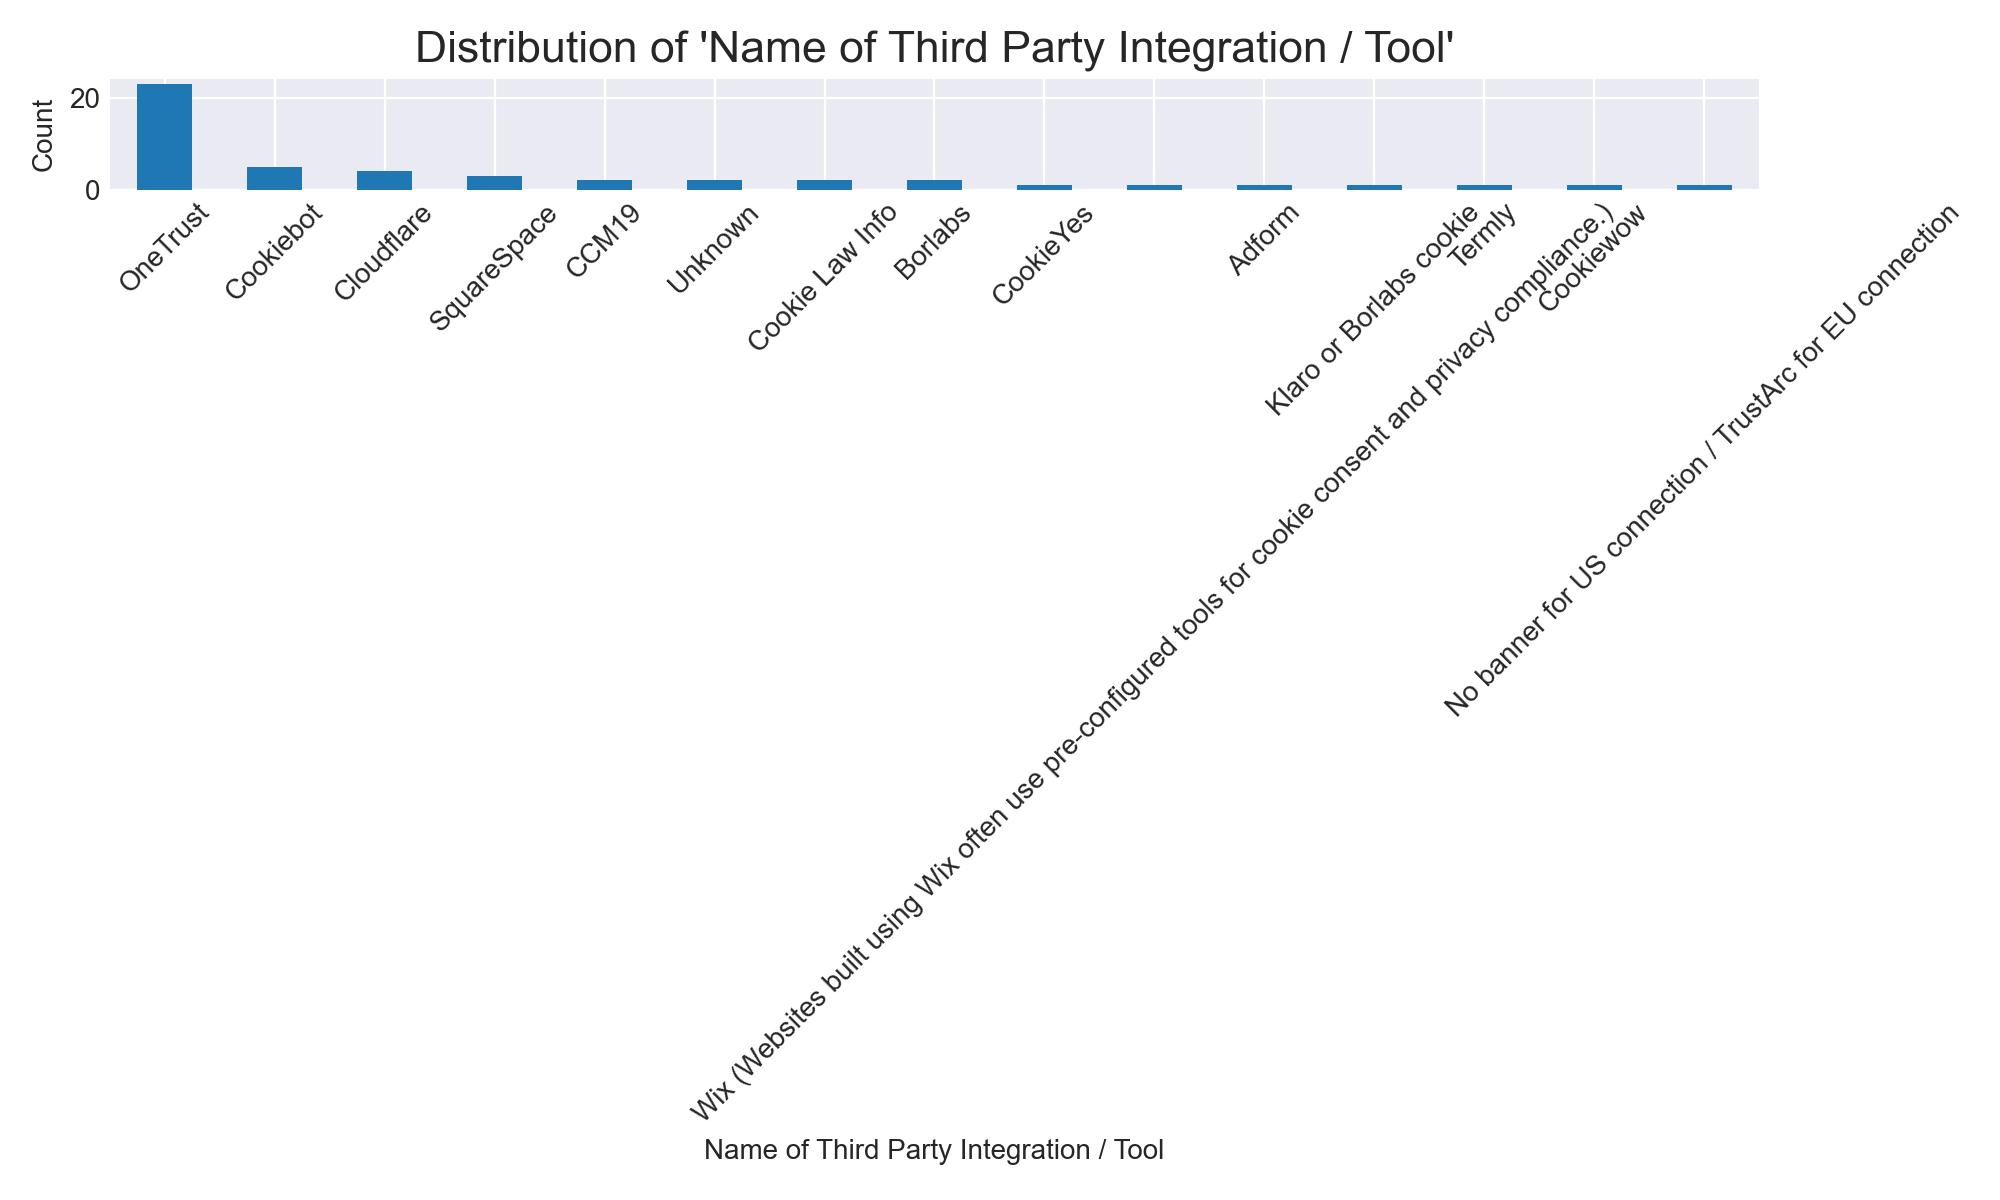 Distribution of 'Name of Third Party Integration / Tool'
Count
20
0
OneTrust
Cookiebot
Cloudflare
SquareSpace
CCM19
Unknown
Cookie Law Info
Borlabs
CookieYes
Wix (Websites built using Wix often use pre-configured tools for cookie consent and privacy compliance.)
Adform
Klaro or Borlabs cookie
Termly
Cookiewow
No banner for US connection / TrustArc for EU connection
Name of Third Party Integration / Tool